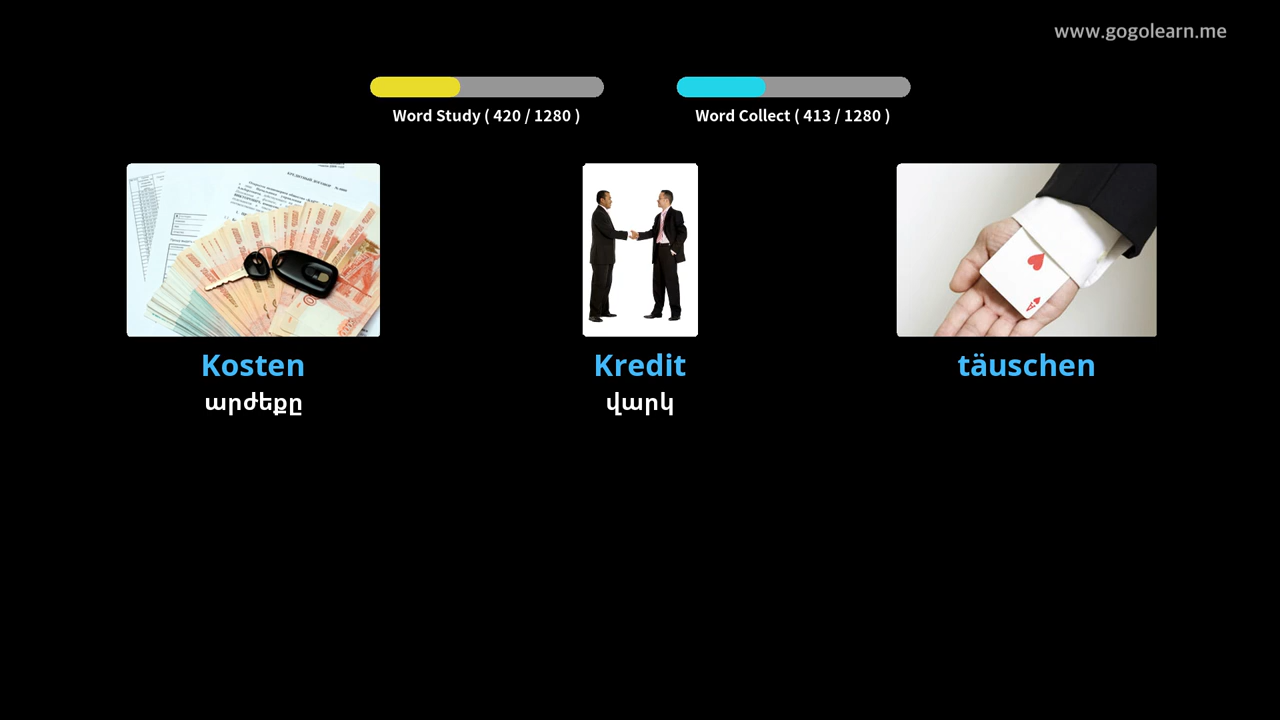 www.gogolearn.me
Word Study ( 420 / 1280 )
Word Collect ( 413 / 1280 )
Kosten
Kredit
täuschen
արժեքը
վարկ